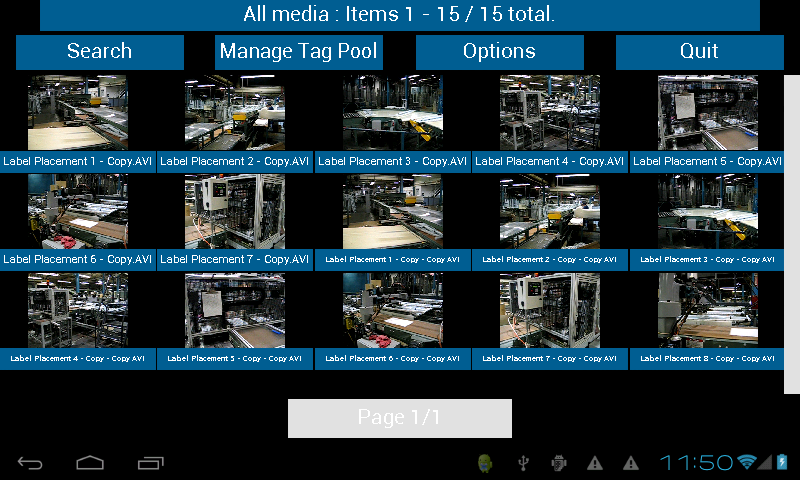 All media : Items 1 - 15 / 15 total.
Search Manage Tag Pool Options Quit
Label Placement 1 - Copy.AVI Label Placement 2 - Copy.AVI Label Placement 3 - Copy.AVI Label Placement 4 - Copy.AVI Label Placement 5 - Copy.AVI
Label Placement 6 - Copy.AVI Label Placement 7 - Copy.AVI Label Placement 1 - Copy - Copy.AVI Label Placement 2 - Copy - Copy.AVI Label Placement 3 - Copy - Copy.AVI
Label Placement 4 - Copy - Copy.AVI Label Placement 5 - Copy - Copy.AVI Label Placement 6 - Copy - Copy.AVI Label Placement 7 - Copy - Copy.AVI Label Placement 8 - Copy - Copy.AVI
Page 1/1
11:50